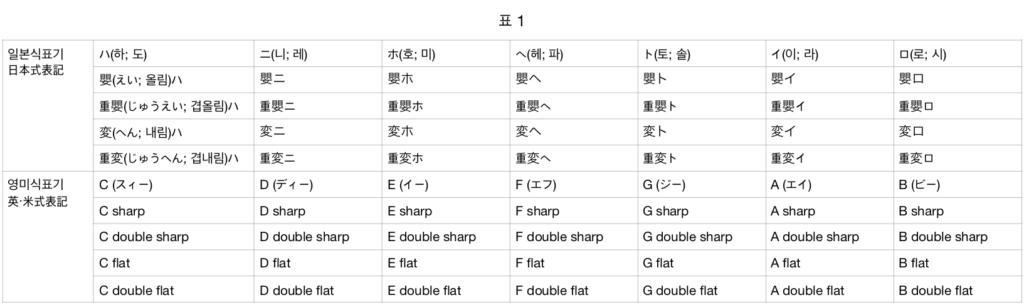 표 1
일본식표기 ハ(하; 도) ニ(니; 레) ホ(호; 미) ヘ(헤; 파) ト(토; 솔) イ(이; 라) ロ(로; 시)
日本式表記 嬰(えい; 올림)ハ 嬰ニ 嬰ホ 嬰ヘ 嬰ト 嬰イ 嬰ロ
重嬰(じゅうえい; 겹올림)ハ 重嬰ニ 重嬰ホ 重嬰ヘ 重嬰ト 重嬰イ 重嬰ロ
変(へん; 내림)ハ 変ニ 変ホ 変ヘ 変ト 変イ 変ロ
重変(じゅうへん; 겹내림)ハ 重変ニ 重変ホ 重変ヘ 重変ト 重変イ 重変ロ
영미식표기 C (スィー) D (ディー) E (イー) F (エフ) G (ジー) A (エイ) B (ビー)
英·米式表記 C sharp D sharp E sharp F sharp G sharp A sharp B sharp
C double sharp D double sharp E double sharp F double sharp G double sharp A double sharp B double sharp
C flat D flat E flat F flat G flat A flat B flat
C double flat D double flat E double flat F double flat G double flat A double flat B double flat